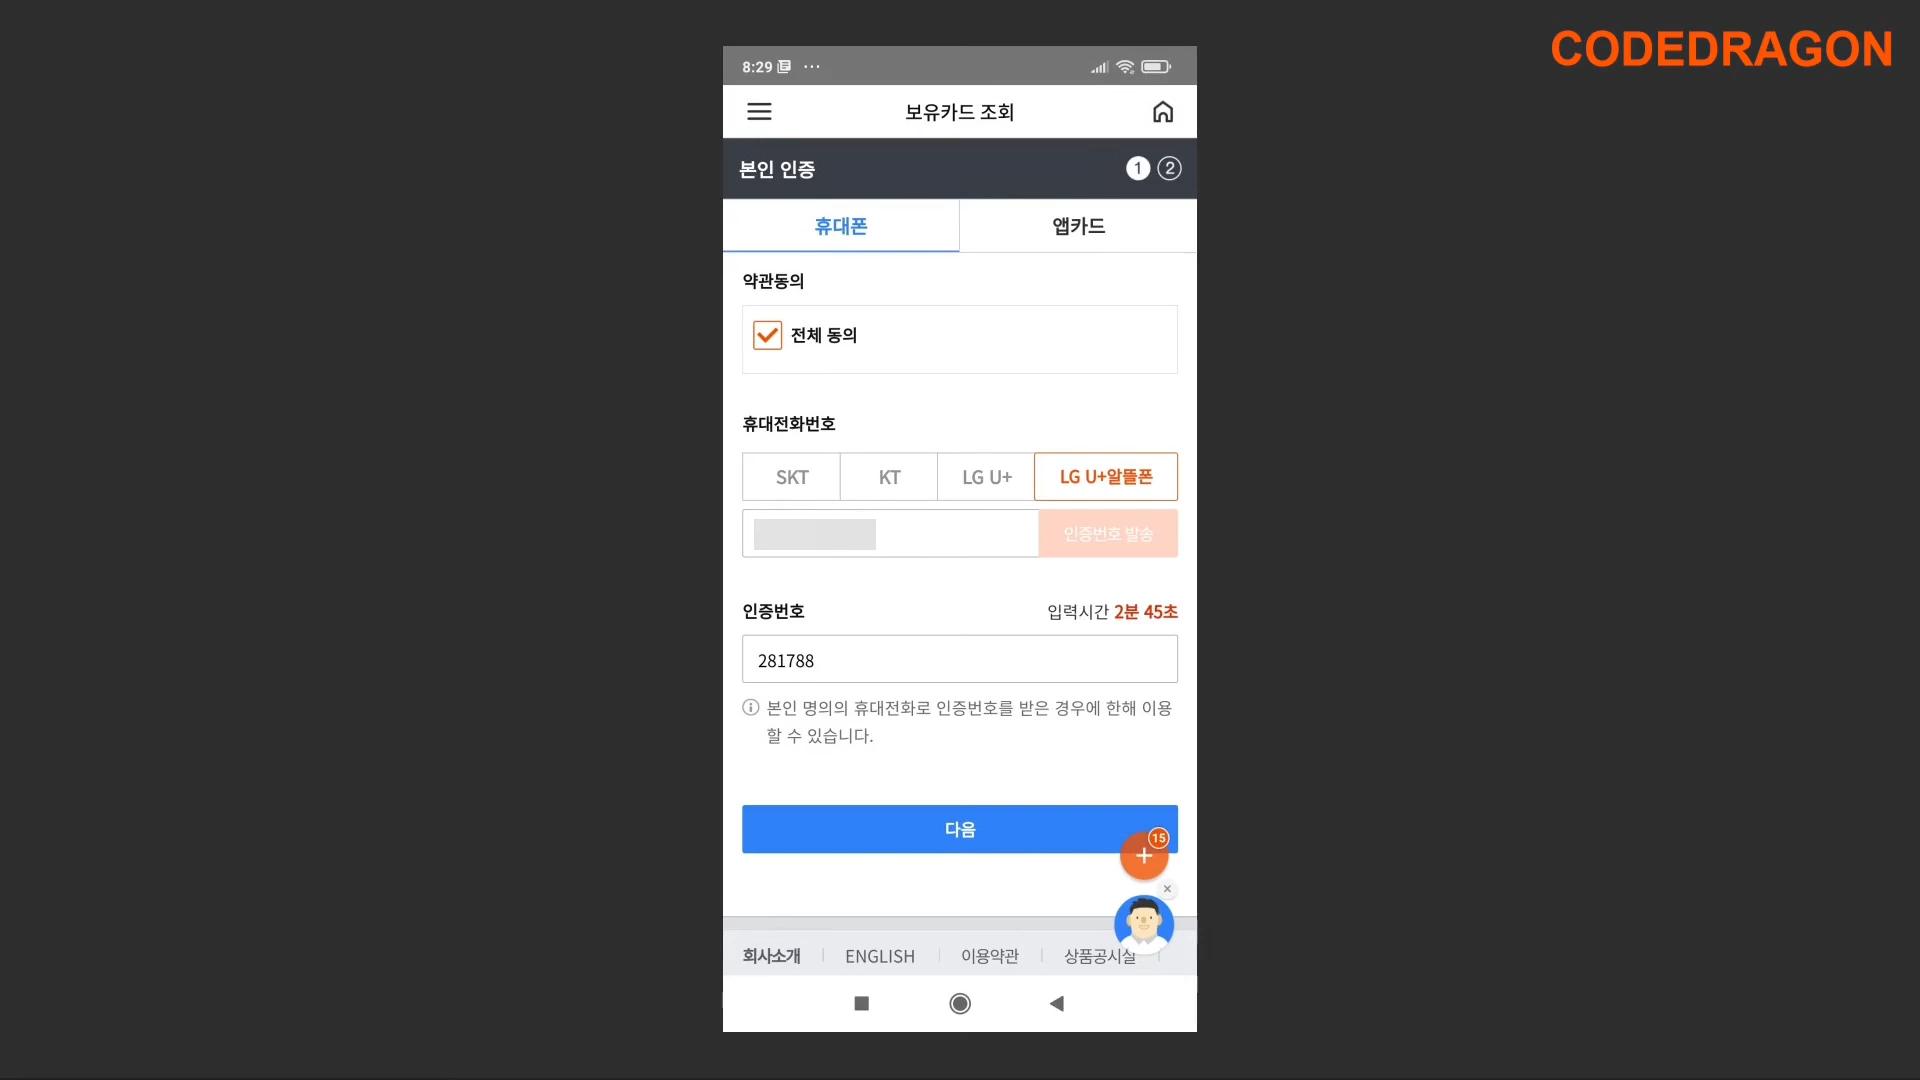 CODEDRAGON
8:29
보유카드 조회
본인 인증
1 2
휴대폰 앱카드
약관동의
전체 동의
휴대전화번호
SKT KT LG U+ LG U+알뜰폰
인증번호 발송
인증번호 입력시간 2분 45초
281788
본인 명의의 휴대전화로 인증번호를 받은 경우에 한해 이용
할 수 있습니다.
다음
15
회사소개 ENGLISH 이용약관 상품공시실